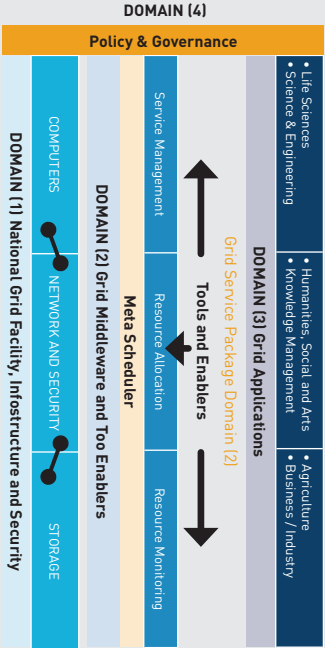 DOMAIN (4)
Policy & Governance
• Life Sciences
• Science & Engineering
• Humanities, Social and Arts
• Knowledge Management
• Agriculture
• Business / Industry
DOMAIN (3) Grid Applications
Grid Service Package Domain (2)
Tools and Enablers
Service Management
Resource Allocation
Resource Monitoring
Meta Scheduler
DOMAIN (2) Grid Middleware and Too Enablers
COMPUTERS
NETWORK AND SECURITY
STORAGE
DOMAIN (1) National Grid Facility, Infostructure and Security